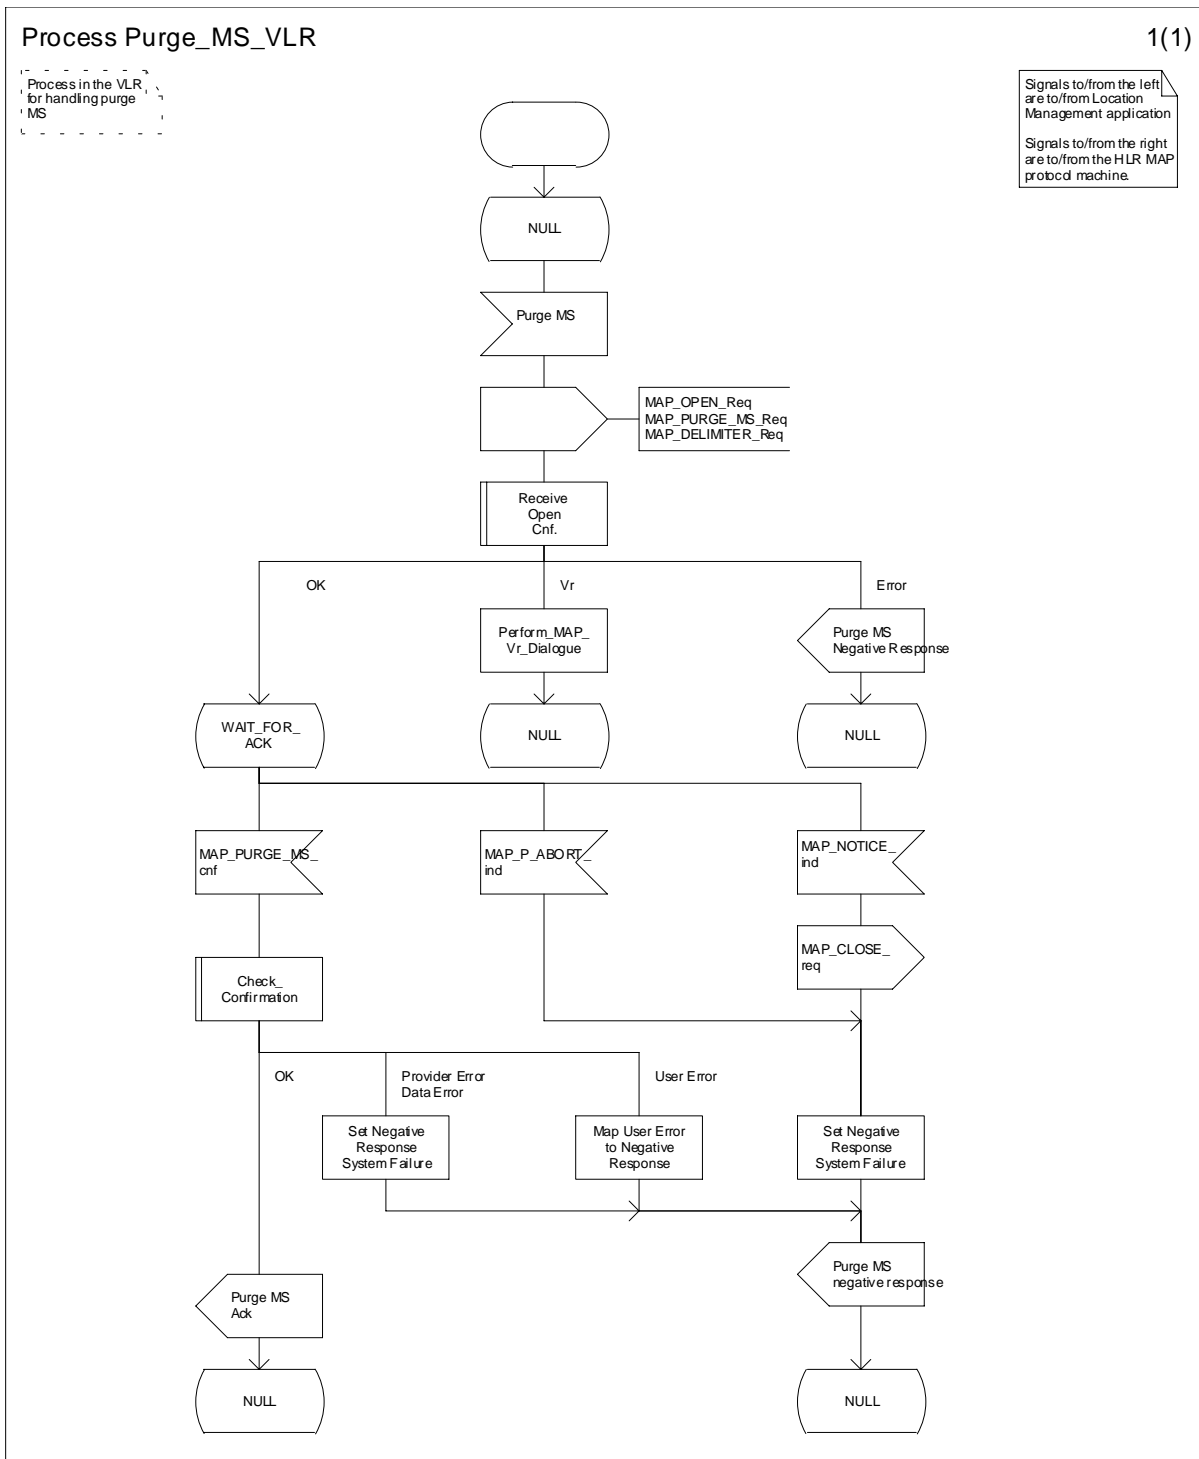 Process Purge_MS_VLR
1(1)
Process in the VLR
for handling purge
MS
Signals to/from the left
are to/from Location
Management application
Signals to/from the right
are to/from the HLR MAP
protocol machine.
NULL
Purge MS
MAP_OPEN_Req
MAP_PURGE_MS_Req
MAP_DELIMITER_Req
Receive
Open
Cnf.
OK
Vr
Error
Perform_MAP_
Vr_Dialogue
Purge MS
Negative Response
WAIT_FOR_
ACK
NULL
NULL
MAP_PURGE_MS_
cnf
MAP_P_ABORT_
ind
MAP_NOTICE_
ind
MAP_CLOSE_
req
Check_
Confirmation
OK
Provider Error
Data Error
User Error
Set Negative
Response
System Failure
Map User Error
to Negative
Response
Set Negative
Response
System Failure
Purge MS
negative response
Purge MS
Ack
NULL
NULL